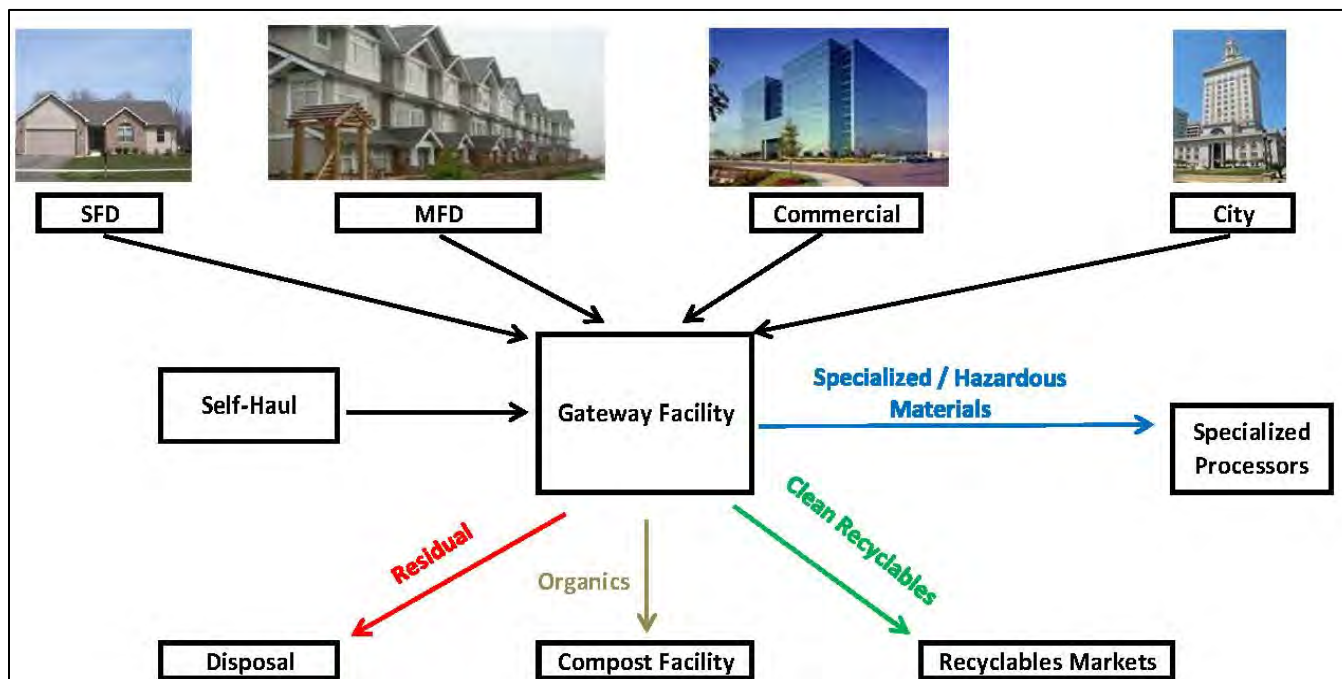 SFD
MFD
Commercial
City
Self-Haul
Gateway Facility
Specialized / Hazardous
Materials
Specialized
Processors
Residual
Organics
Clean Recyclables
Disposal
Compost Facility
Recyclables Markets